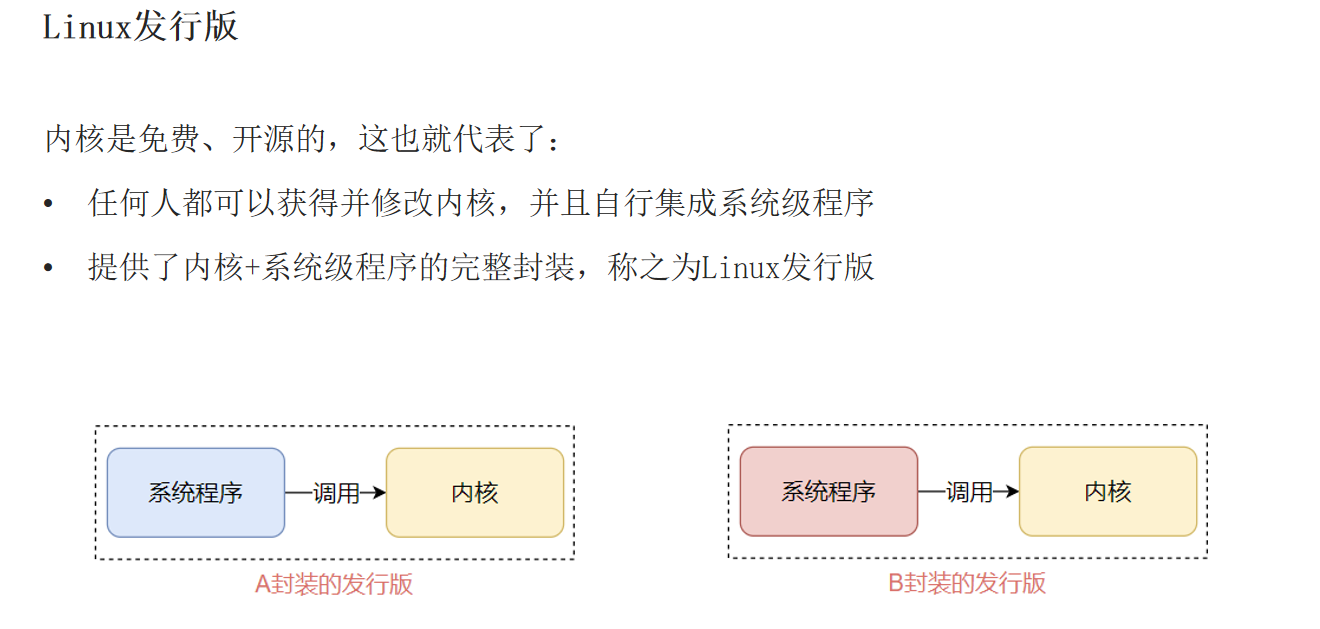 Linux发行版
内核是免费、开源的，这也就代表了：
• 任何人都可以获得并修改内核，并且自行集成系统级程序
• 提供了内核+系统级程序的完整封装，称之为Linux发行版
系统程序 调用 内核
A封装的发行版
系统程序 调用 内核
B封装的发行版